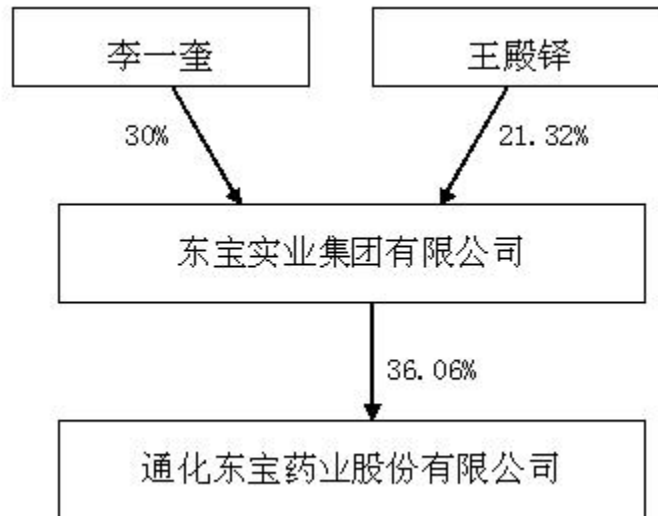 李一奎
王殿铎
30%
21.32%
东宝实业集团有限公司
36.06%
通化东宝药业股份有限公司